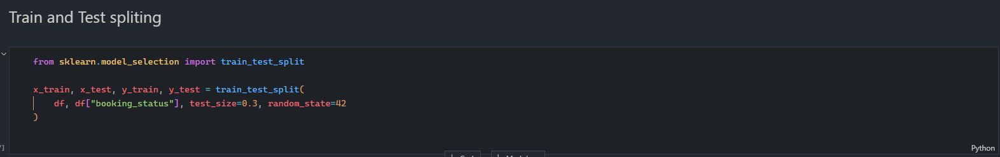 Train and Test spliting
from sklearn.model_selection import train_test_split
x_train, x_test, y_train, y_test = train_test_split(
df, df["booking_status"], test_size=0.3, random_state=42
)
Python